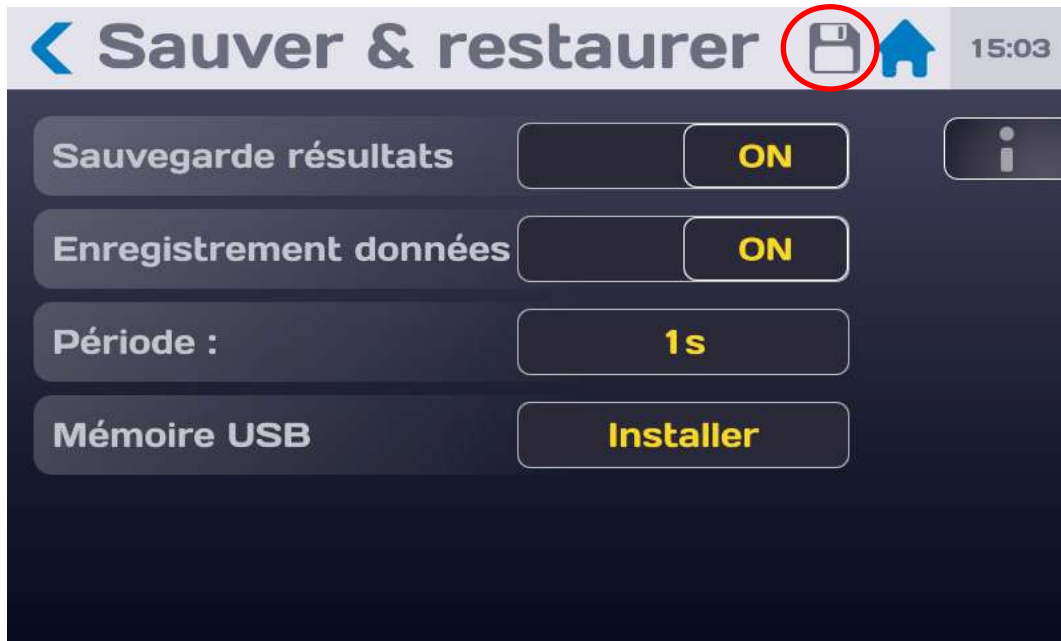 Sauver & restaurer
15:03
Sauvegarde résultats ON
Enregistrement données ON
Période : 1s
Mémoire USB Installer